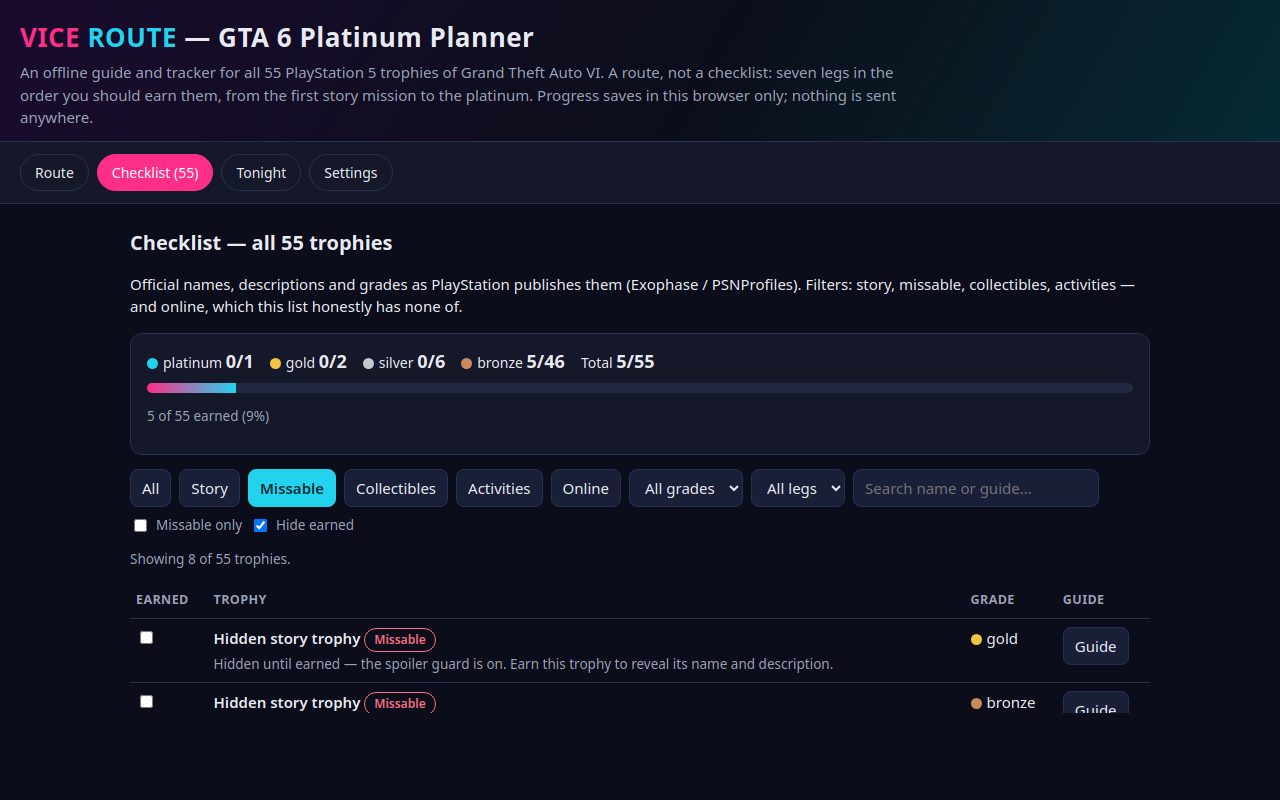 VICE ROUTE — GTA 6 Platinum Planner
An offline guide and tracker for all 55 PlayStation 5 trophies of Grand Theft Auto VI. A route, not a checklist: seven legs in the
order you should earn them, from the first story mission to the platinum. Progress saves in this browser only; nothing is sent
anywhere.
Route Checklist (55) Tonight Settings
Checklist — all 55 trophies
Official names, descriptions and grades as PlayStation publishes them (Exophase / PSNProfiles). Filters: story, missable, collectibles, activities —
and online, which this list honestly has none of.
platinum 0/1 gold 0/2 silver 0/6 bronze 5/46 Total 5/55
5 of 55 earned (9%)
All Story Missable Collectibles Activities Online All grades All legs Search name or guide...
Missable only Hide earned
Showing 8 of 55 trophies.
EARNED TROPHY GRADE GUIDE
Hidden story trophy Missable gold Guide
Hidden until earned — the spoiler guard is on. Earn this trophy to reveal its name and description.
Hidden story trophy Missable bronze Guide